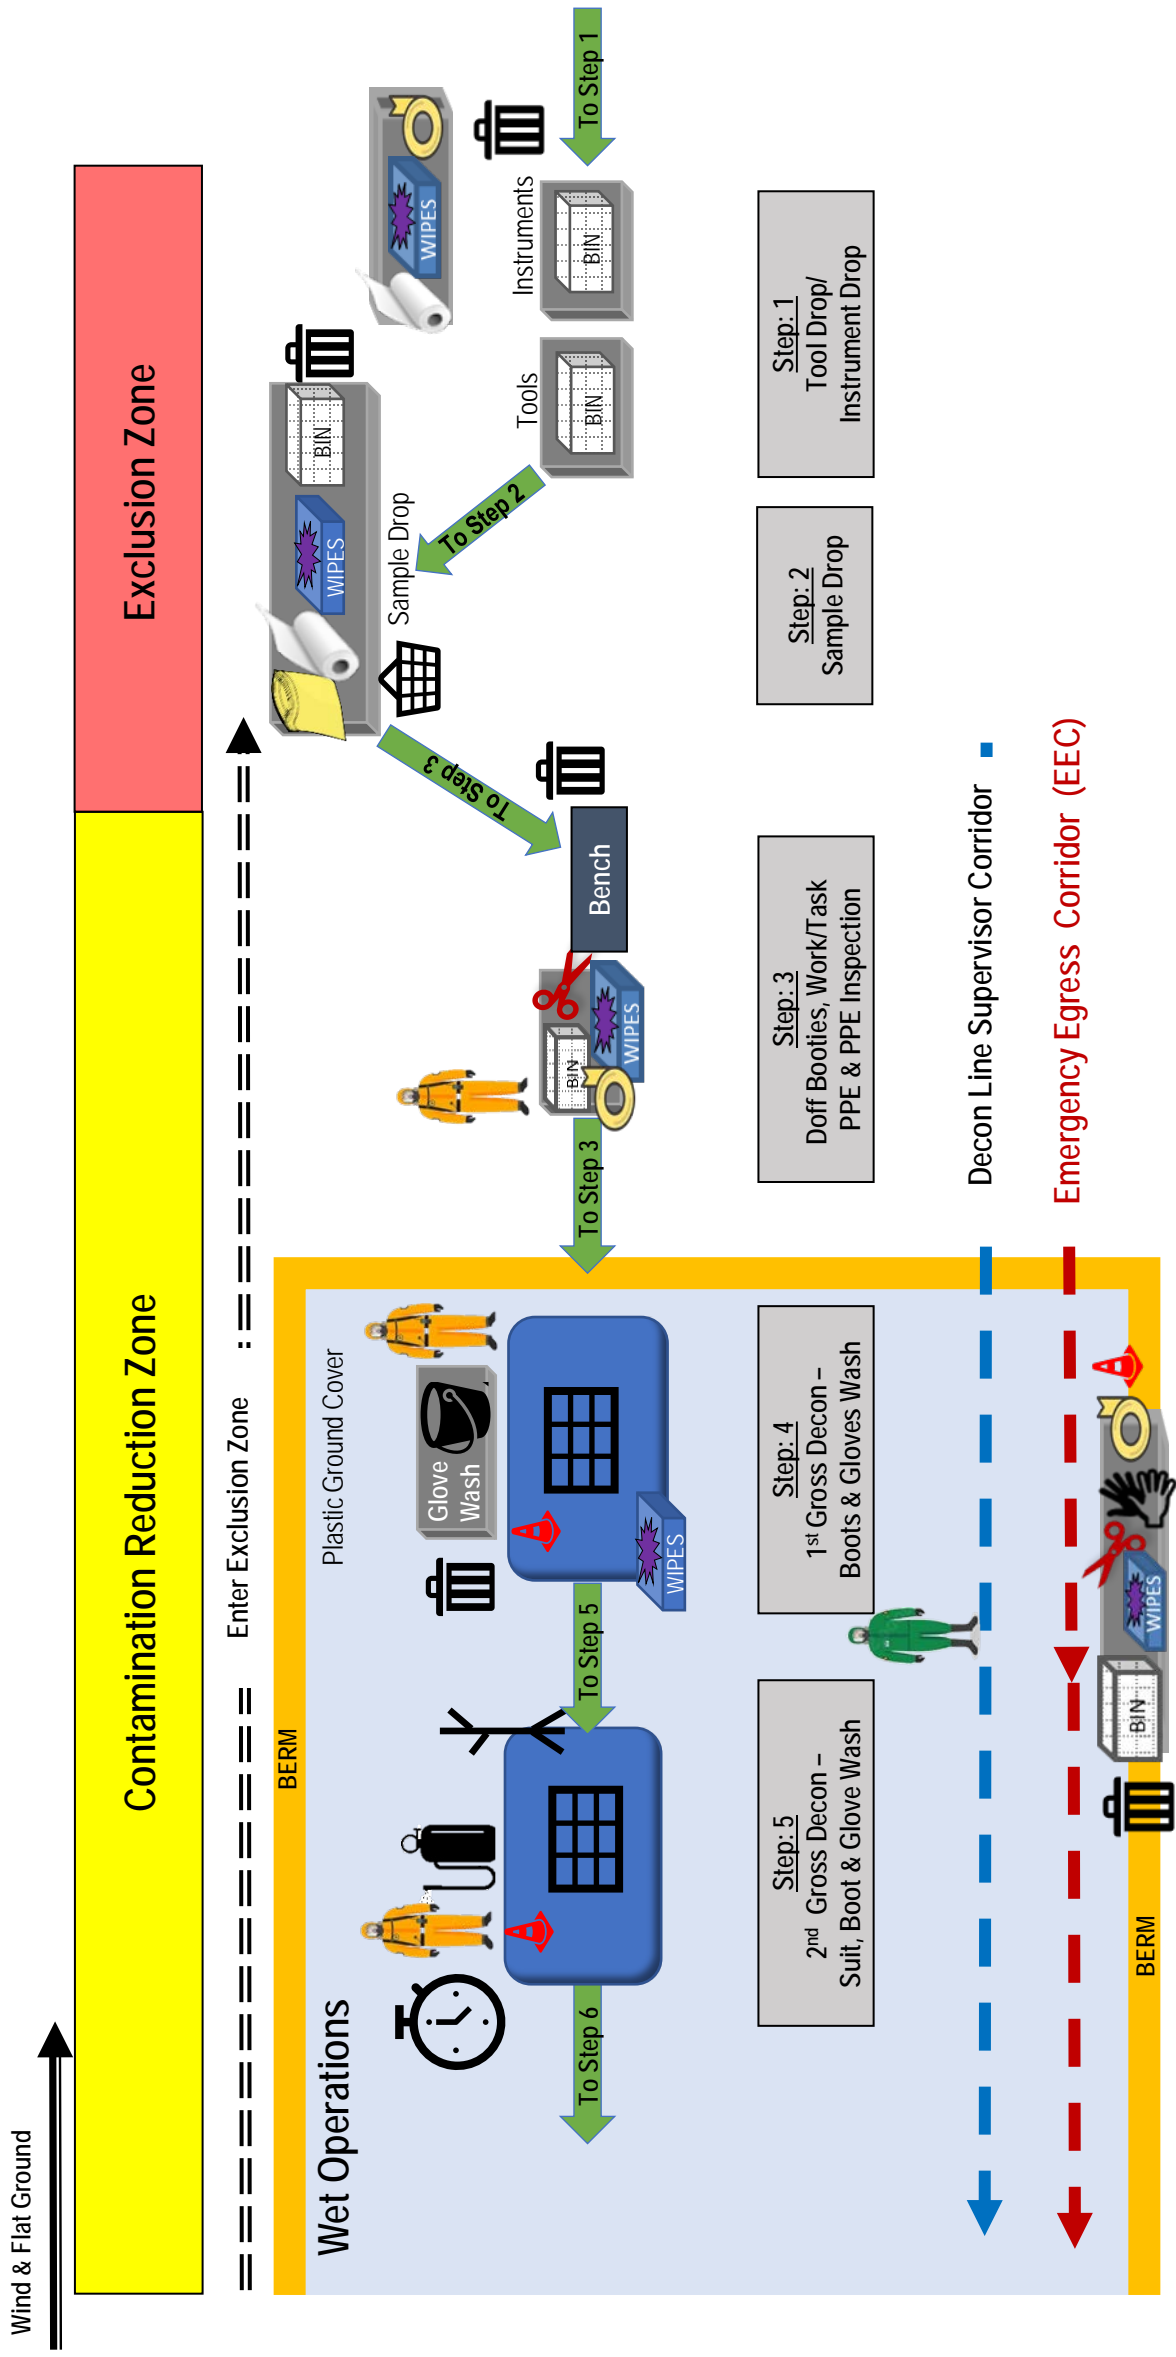 Wind & Flat Ground
Contamination Reduction Zone
Exclusion Zone
Enter Exclusion Zone
BERM
Wet Operations
Plastic Ground Cover
To Step 1
WIPES
Instruments
BIN
Tools
BIN
To Step 2
BIN
WIPES
Sample Drop
To Step 3
Bench
BIN
WIPES
To Step 3
Glove
Wash
WIPES
To Step 5
To Step 6
Step: 1
Tool Drop/
Instrument Drop
Step: 2
Sample Drop
Step: 3
Doff Booties, Work/Task
PPE & PPE Inspection
Step: 4
1st Gross Decon –
Boots & Gloves Wash
Step: 5
2nd Gross Decon –
Suit, Boot & Glove Wash
Decon Line Supervisor Corridor
Emergency Egress Corridor (EEC)
WIPES
BIN
BERM